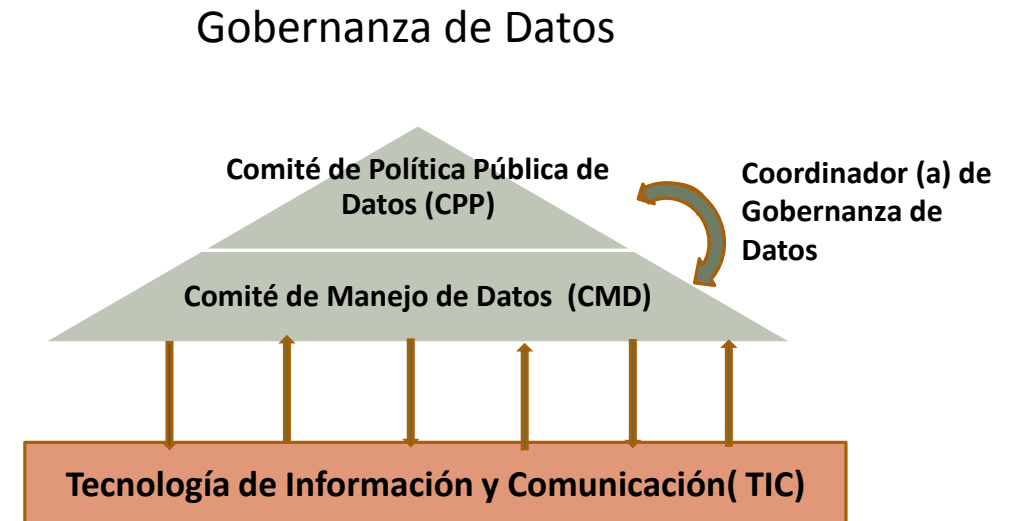 Gobernanza de Datos
Comité de Política Pública de
Datos (CPP)
Coordinador (a) de
Gobernanza de
Datos
Comité de Manejo de Datos  (CMD)
Tecnología de Información y Comunicación( TIC)